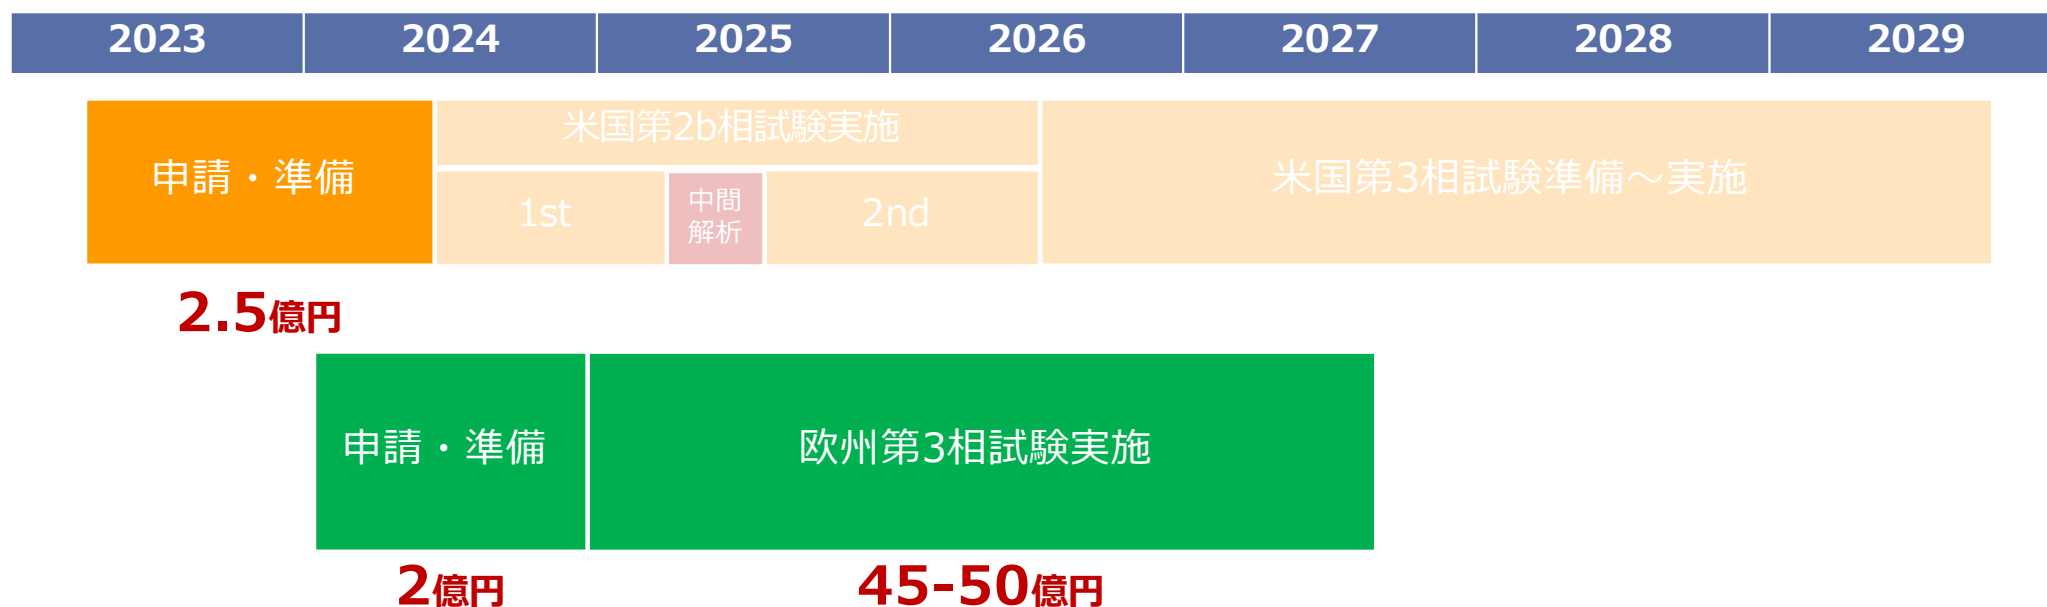 2023 2024 2025 2026 2027 2028 2029
米国第2b相試験実施
申請・準備
米国第3相試験準備～実施
1st
中間
解析
2nd
2.5億円
申請・準備
欧州第3相試験実施
2億円
45-50億円